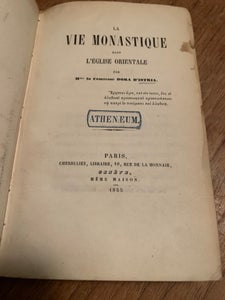 LA
VIE MONASTIQUE
DANS
L'ÉGLISE ORIENTALE
PAR
Mme la Comtesse DORA D'ISTRIA.
ATHENÆUM.
PARIS,
CHERBULIEZ, LIBRAIRE, 10, RUE DE LA MONNAIE,
GENÈVE,
MÊME MAISON.
1855